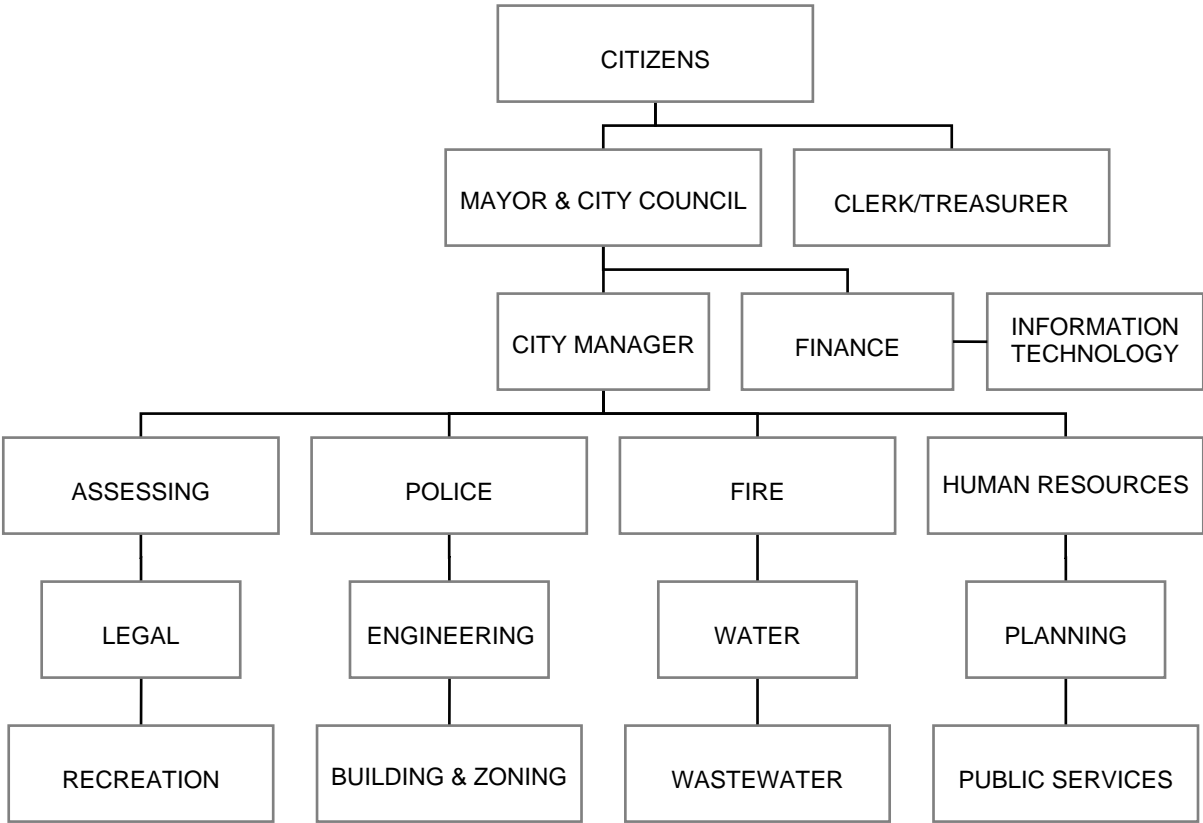 CITIZENS
MAYOR & CITY COUNCIL
CLERK/TREASURER
CITY MANAGER
FINANCE
INFORMATION
TECHNOLOGY
ASSESSING
POLICE
FIRE
HUMAN RESOURCES
LEGAL
ENGINEERING
WATER
PLANNING
RECREATION
BUILDING & ZONING
WASTEWATER
PUBLIC SERVICES